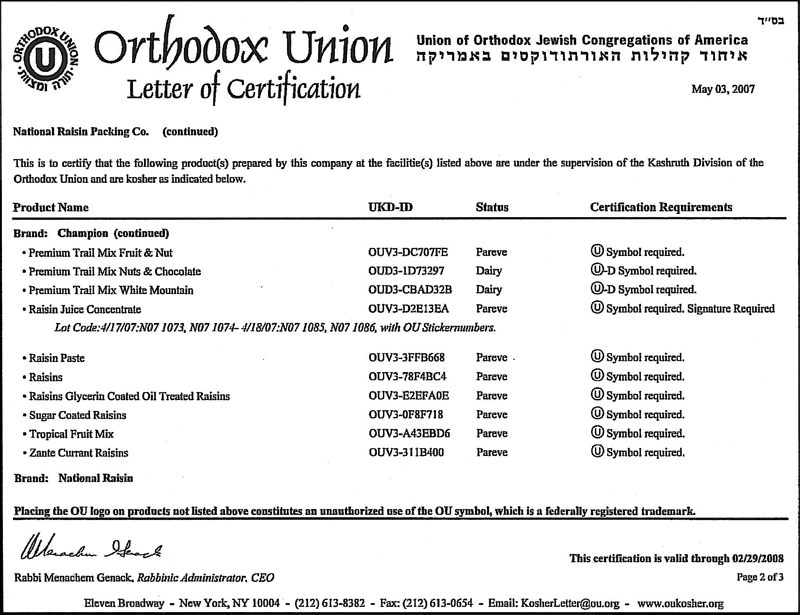 בס"ד
ORTHODOX UNION
U
תורה ומצוות
Orthodox Union
Letter of Certification
Union of Orthodox Jewish Congregations of America
איחוד קהילות האורתודוקסים באמריקה
May 03, 2007
National Raisin Packing Co. (continued)
This is to certify that the following product(s) prepared by this company at the facilitie(s) listed above are under the supervision of the Kashruth Division of the
Orthodox Union and are kosher as indicated below.
Product Name UKD-ID Status Certification Requirements
Brand: Champion (continued)
• Premium Trail Mix Fruit & Nut OUV3-DC707FE Pareve Ⓤ Symbol required.
• Premium Trail Mix Nuts & Chocolate OUD3-1D73297 Dairy Ⓤ-D Symbol required.
• Premium Trail Mix White Mountain OUD3-CBAD32B Dairy Ⓤ-D Symbol required.
• Raisin Juice Concentrate OUV3-D2E13EA Pareve Ⓤ Symbol required. Signature Required
Lot Code:4/17/07:N07 1073, N07 1074- 4/18/07:N07 1085, N07 1086, with OU Stickernumbers.
• Raisin Paste OUV3-3FFB668 Pareve Ⓤ Symbol required.
• Raisins OUV3-78F4BC4 Pareve Ⓤ Symbol required.
• Raisins Glycerin Coated Oil Treated Raisins OUV3-E2EFA0E Pareve Ⓤ Symbol required.
• Sugar Coated Raisins OUV3-0F8F718 Pareve Ⓤ Symbol required.
• Tropical Fruit Mix OUV3-A43EBD6 Pareve Ⓤ Symbol required.
• Zante Currant Raisins OUV3-311B400 Pareve Ⓤ Symbol required.
Brand: National Raisin
Placing the OU logo on products not listed above constitutes an unauthorized use of the OU symbol, which is a federally registered trademark.
Menachem Genack
This certification is valid through 02/29/2008
Rabbi Menachem Genack, Rabbinic Administrator, CEO
Page 2 of 3
Eleven Broadway - New York, NY 10004 - (212) 613-8382 - Fax: (212) 613-0654 - Email: KosherLetter@ou.org - www.oukosher.org